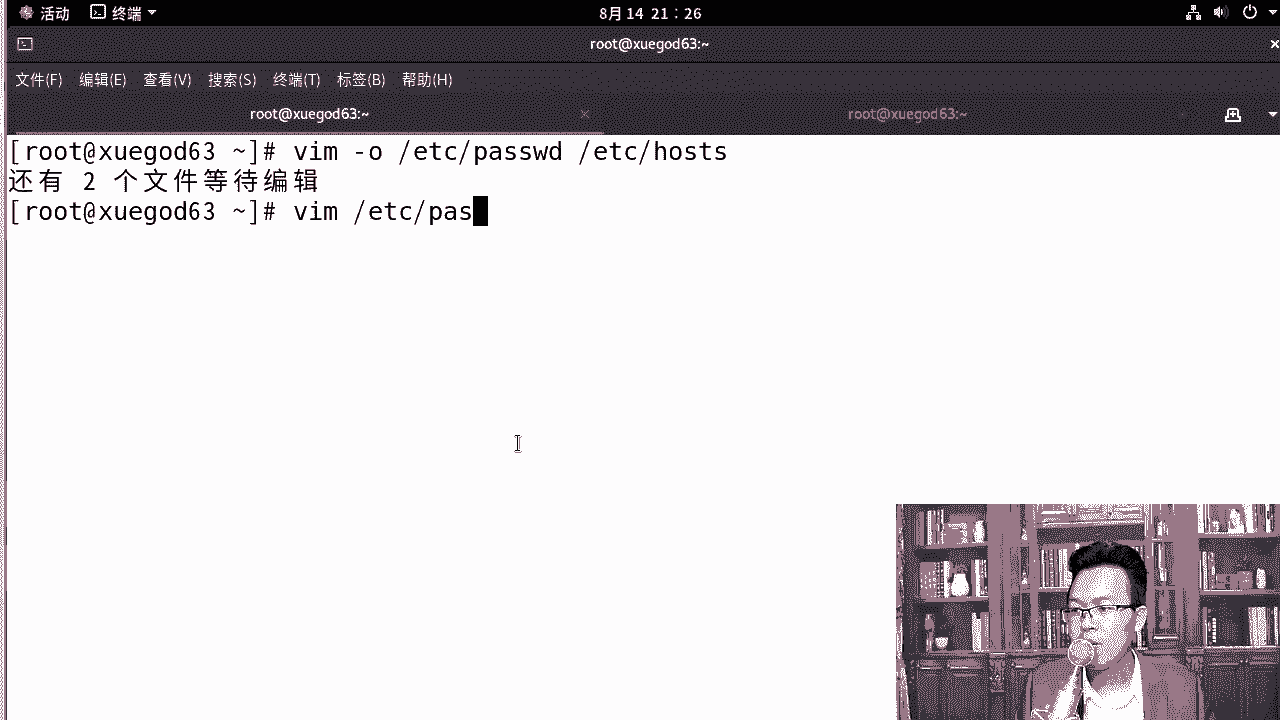 活动 终端 8月14 21：26
root@xuegod63:~
文件(F) 编辑(E) 查看(V) 搜索(S) 终端(T) 标签(B) 帮助(H)
root@xuegod63:~ root@xuegod63:~
[root@xuegod63 ~]# vim -o /etc/passwd /etc/hosts
还有 2 个文件等待编辑
[root@xuegod63 ~]# vim /etc/pas